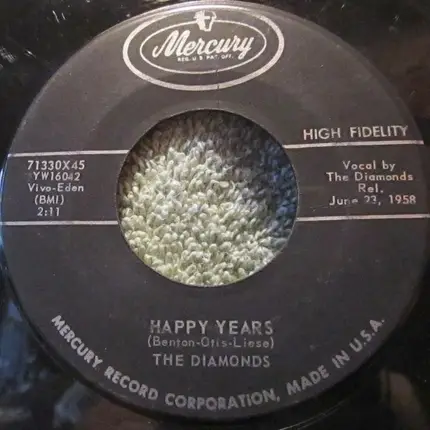 Mercury
REG. U.S. PAT. OFF.
HIGH FIDELITY
71330X45
YW16042
Vivo-Eden
(BMI)
2:11
Vocal by
The Diamonds
Rel.
June 23, 1958
HAPPY YEARS
(Benton-Otis-Liese)
THE DIAMONDS
MERCURY RECORD CORPORATION, MADE IN U.S.A.